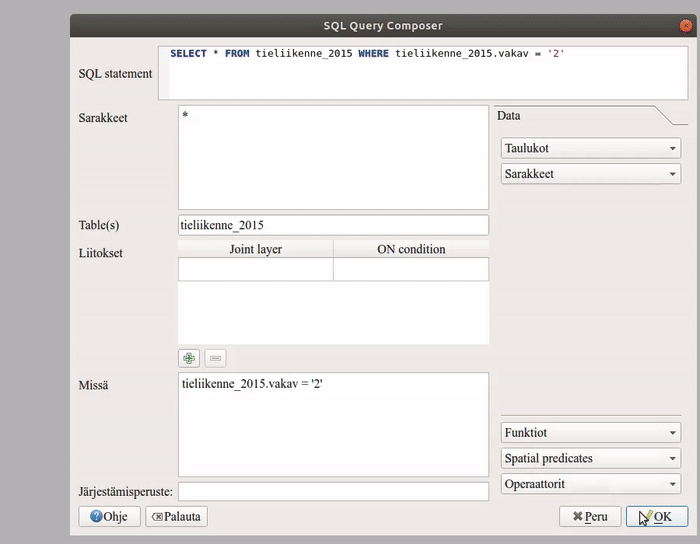 SQL Query Composer
SQL statement
SELECT * FROM tieliikenne_2015 WHERE tieliikenne_2015.vakav = '2'
Sarakkeet
*
Data
Taulukot
Sarakkeet
Table(s)
tieliikenne_2015
Liitokset
Joint layer
ON condition
Missä
tieliikenne_2015.vakav = '2'
Funktiot
Spatial predicates
Operaattorit
Järjestämisperuste:
Ohje
Palauta
Peru
OK